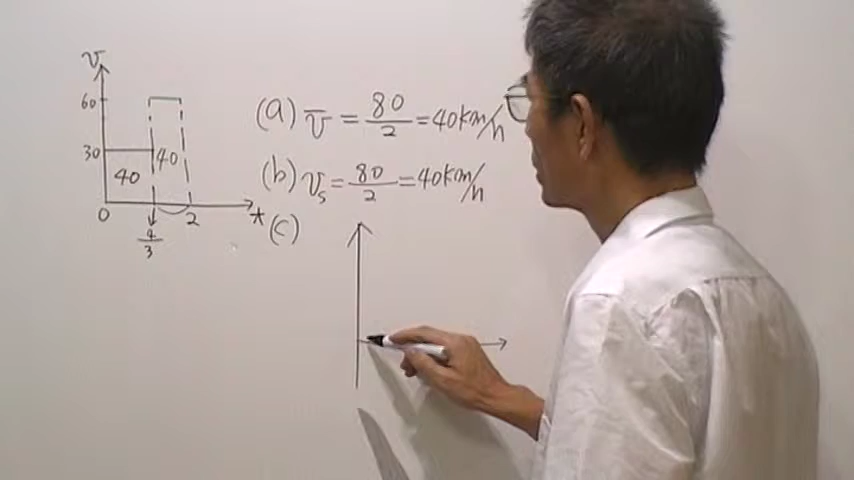 v
60
30
40
40
0
2
t
4/3
(a) v̄ = 80/2 = 40km/h
(b) vₛ = 80/2 = 40km/h
(c)